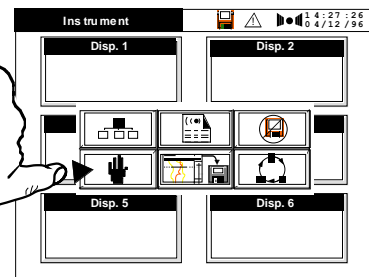 Instrument
14:27:26
04/12/96
Disp. 1
Disp. 2
Disp. 5
Disp. 6